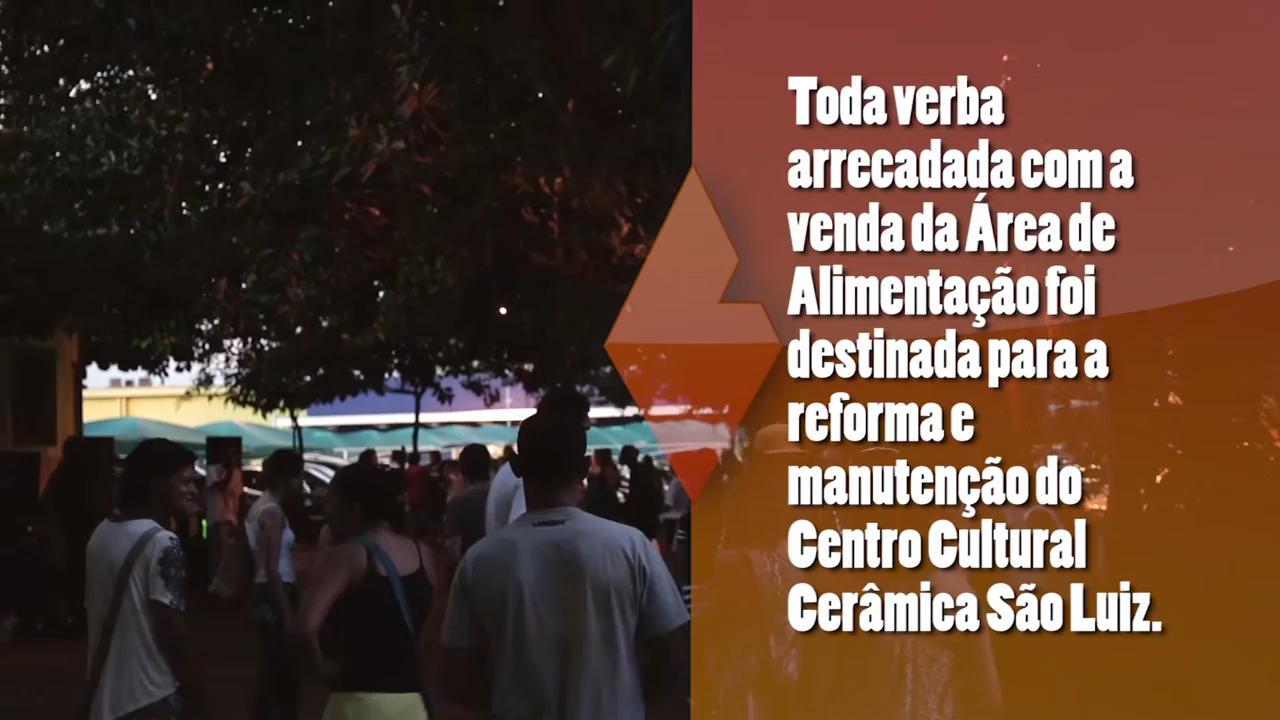 Toda verba
arrecadada com a
venda da Área de
Alimentação foi
destinada para a
reforma e
manutenção do
Centro Cultural
Cerâmica São Luiz.